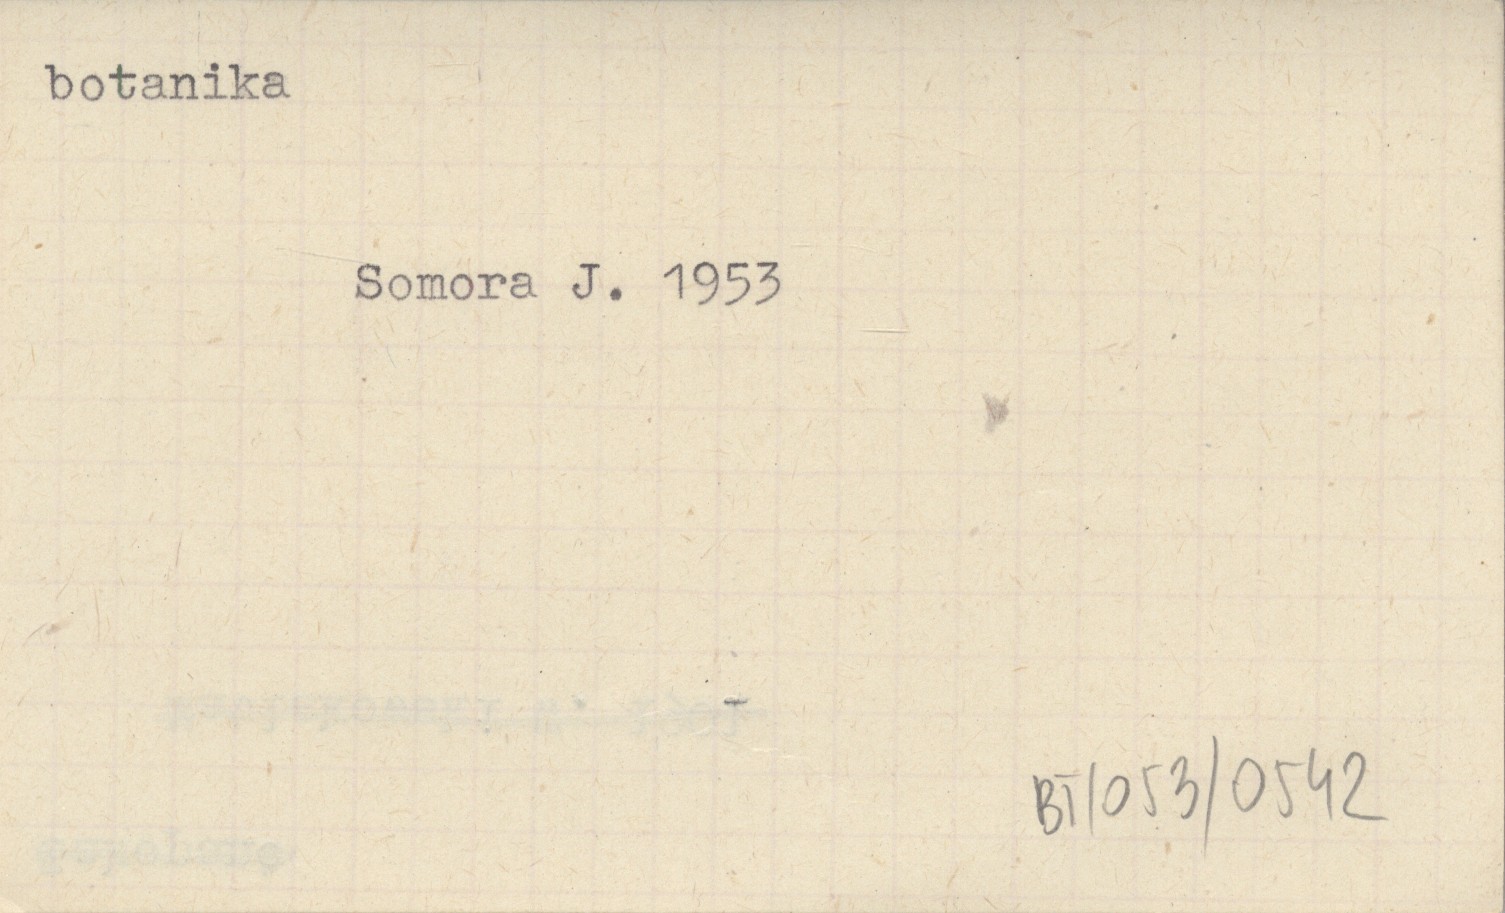 botanika
Somora J. 1953
BT/053/0542